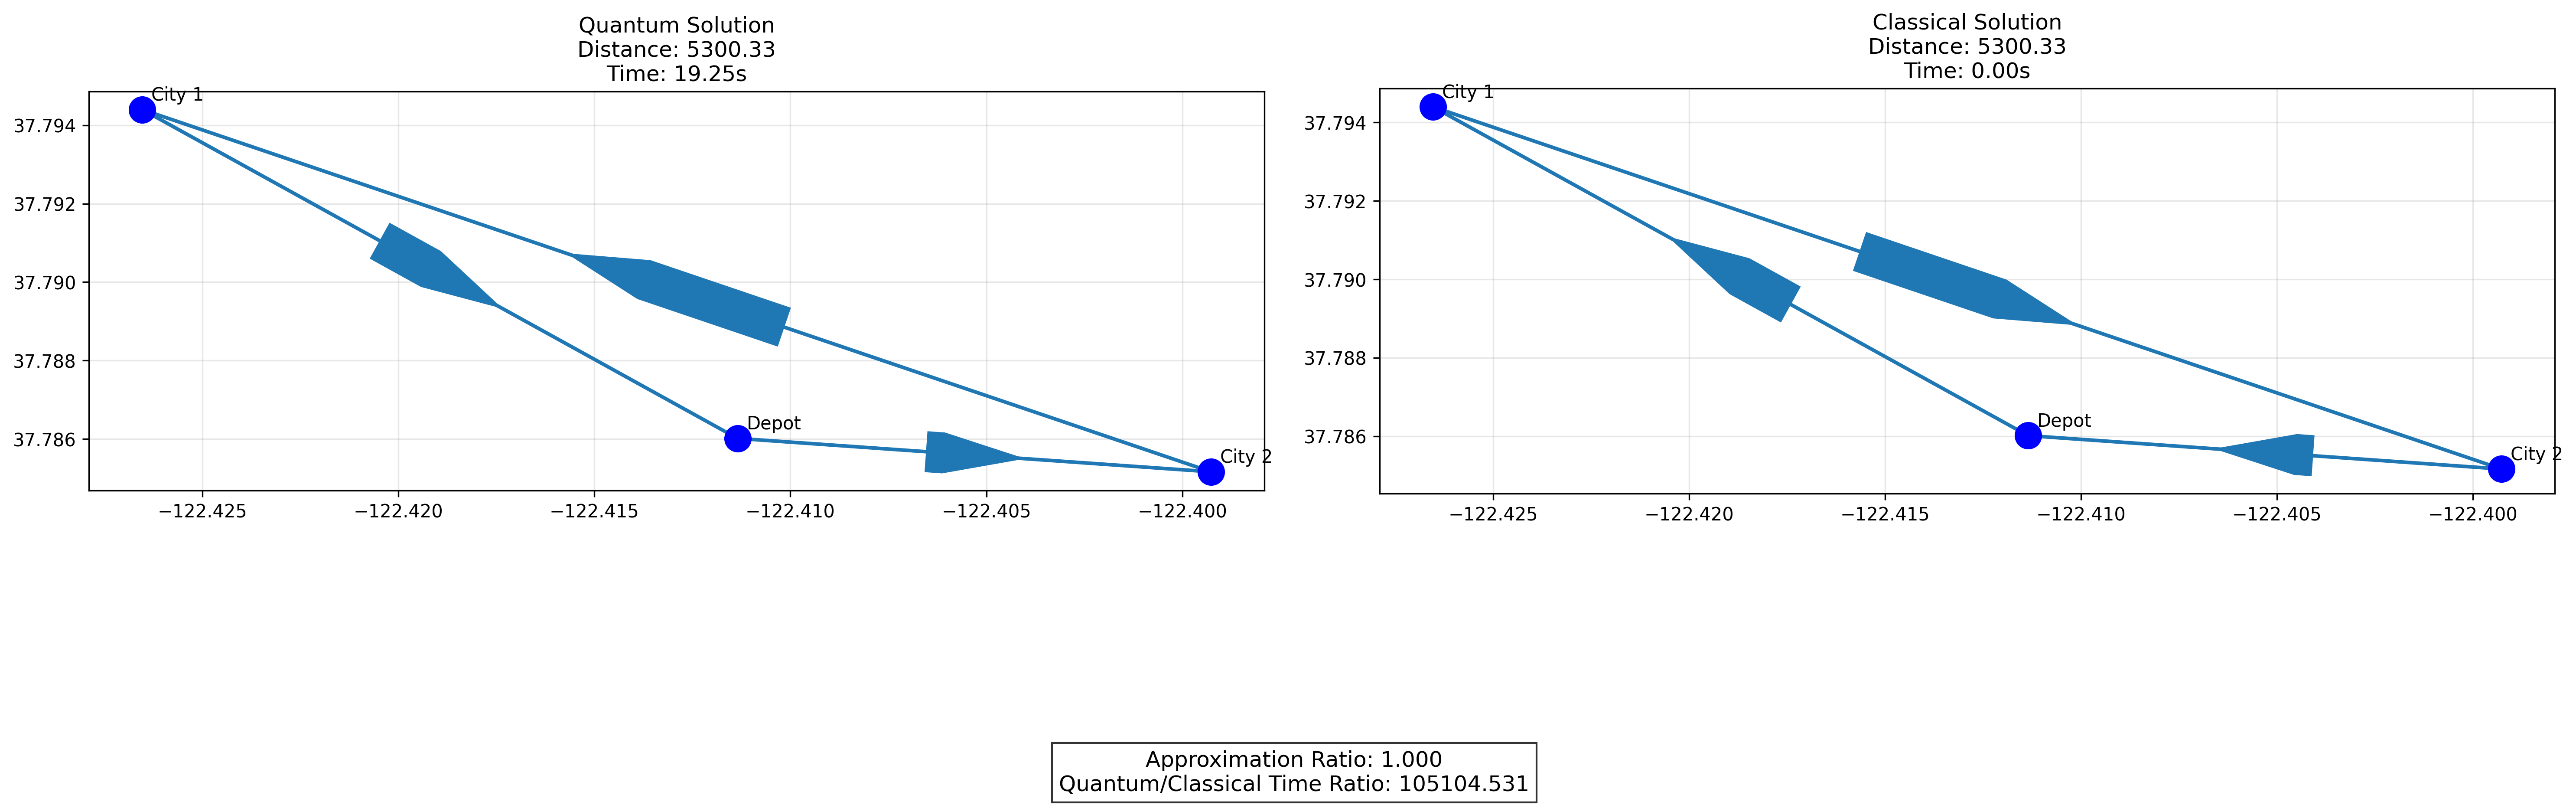 Quantum Solution
Distance: 5300.33
Time: 19.25s
City 1
37.794
37.792
37.790
37.788
37.786
Depot
City 2
−122.425
−122.420
−122.415
−122.410
−122.405
−122.400
Classical Solution
Distance: 5300.33
Time: 0.00s
City 1
37.794
37.792
37.790
37.788
37.786
Depot
City 2
−122.425
−122.420
−122.415
−122.410
−122.405
−122.400
Approximation Ratio: 1.000
Quantum/Classical Time Ratio: 105104.531